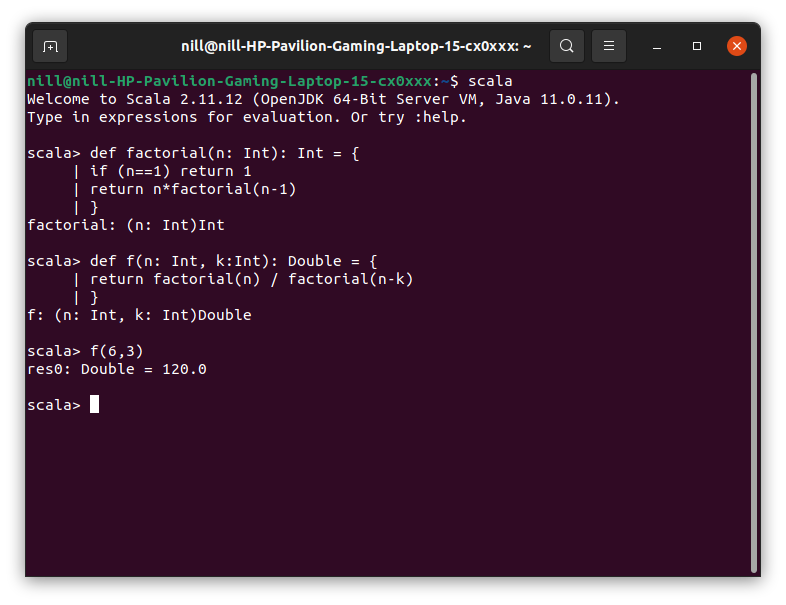 nill@nill-HP-Pavilion-Gaming-Laptop-15-cx0xxx: ~
nill@nill-HP-Pavilion-Gaming-Laptop-15-cx0xxx:~$ scala
Welcome to Scala 2.11.12 (OpenJDK 64-Bit Server VM, Java 11.0.11).
Type in expressions for evaluation. Or try :help.
scala> def factorial(n: Int): Int = {
     | if (n==1) return 1
     | return n*factorial(n-1)
     | }
factorial: (n: Int)Int
scala> def f(n: Int, k:Int): Double = {
     | return factorial(n) / factorial(n-k)
     | }
f: (n: Int, k: Int)Double
scala> f(6,3)
res0: Double = 120.0
scala>